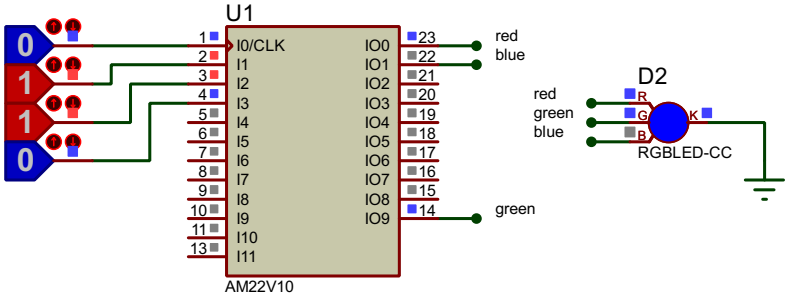 U1
0
1
1
0
1 I0/CLK IO0 23 red
2 I1 IO1 22 blue
3 I2 IO2 21
4 I3 IO3 20
5 I4 IO4 19
6 I5 IO5 18
7 I6 IO6 17
8 I7 IO7 16
9 I8 IO8 15
10 I9 IO9 14 green
11 I10
13 I11
AM22V10
D2
red R
green G K
blue B
RGBLED-CC